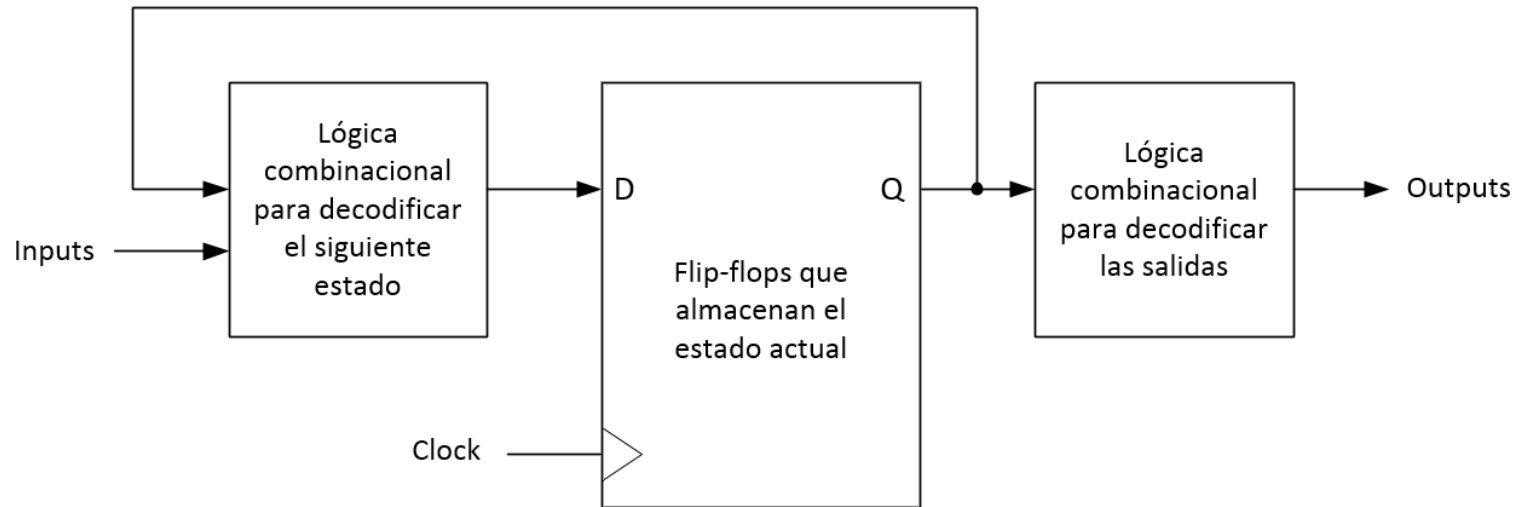 Lógica
combinacional
para decodificar
el siguiente
estado
Inputs
D
Q
Flip-flops que
almacenan el
estado actual
Clock
Lógica
combinacional
para decodificar
las salidas
Outputs